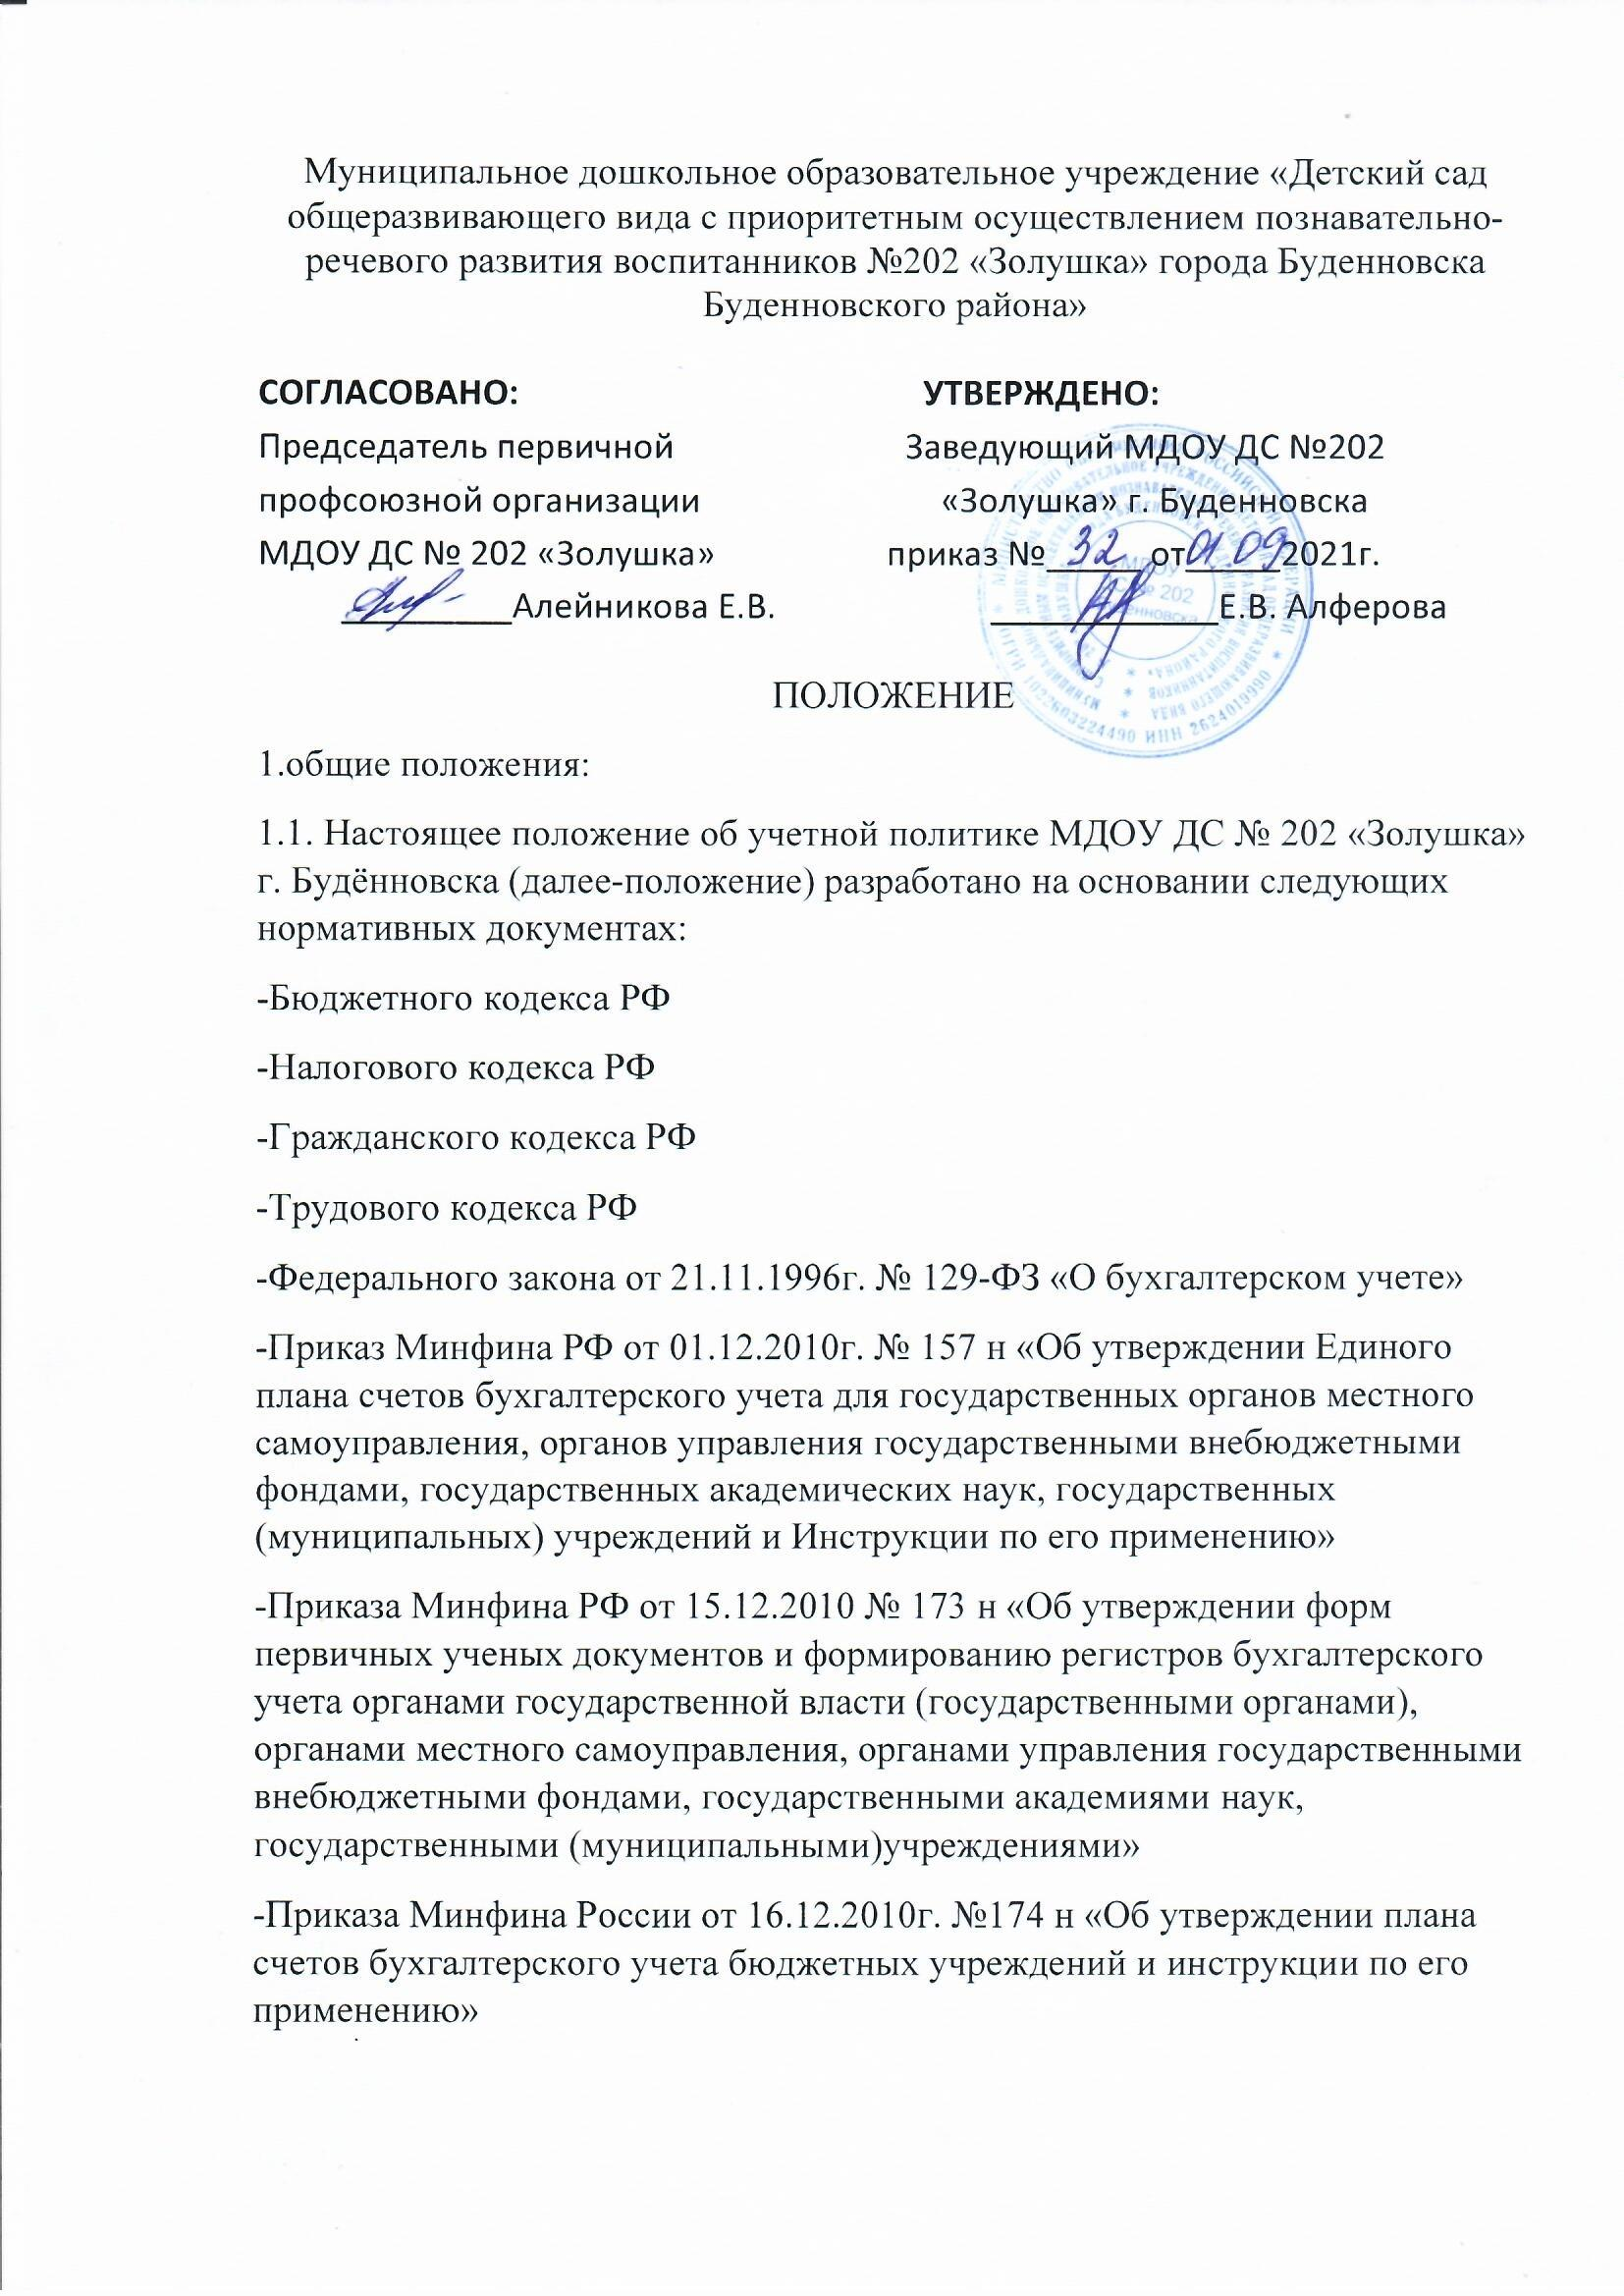 Муниципальное дошкольное образовательное учреждение «Детский сад
общеразвивающего вида с приоритетным осуществлением познавательно-
речевого развития воспитанников №202 «Золушка» города Буденновска
Буденновского района»
СОГЛАСОВАНО: УТВЕРЖДЕНО:
Председатель первичной Заведующий МДОУ ДС №202
профсоюзной организации «Золушка» г. Буденновска
МДОУ ДС № 202 «Золушка» приказ № 32 от 01 09 2021г.
Алейникова Е.В. Е.В. Алферова
ОГРН 1022603224490 ИНН 2624019990
ПОЛОЖЕНИЕ
1.общие положения:
1.1. Настоящее положение об учетной политике МДОУ ДС № 202 «Золушка»
г. Будённовска (далее-положение) разработано на основании следующих
нормативных документах:
-Бюджетного кодекса РФ
-Налогового кодекса РФ
-Гражданского кодекса РФ
-Трудового кодекса РФ
-Федерального закона от 21.11.1996г. № 129-ФЗ «О бухгалтерском учете»
-Приказ Минфина РФ от 01.12.2010г. № 157 н «Об утверждении Единого
плана счетов бухгалтерского учета для государственных органов местного
самоуправления, органов управления государственными внебюджетными
фондами, государственных академических наук, государственных
(муниципальных) учреждений и Инструкции по его применению»
-Приказа Минфина РФ от 15.12.2010 № 173 н «Об утверждении форм
первичных ученых документов и формированию регистров бухгалтерского
учета органами государственной власти (государственными органами),
органами местного самоуправления, органами управления государственными
внебюджетными фондами, государственными академиями наук,
государственными (муниципальными)учреждениями»
-Приказа Минфина России от 16.12.2010г. №174 н «Об утверждении плана
счетов бухгалтерского учета бюджетных учреждений и инструкции по его
применению»